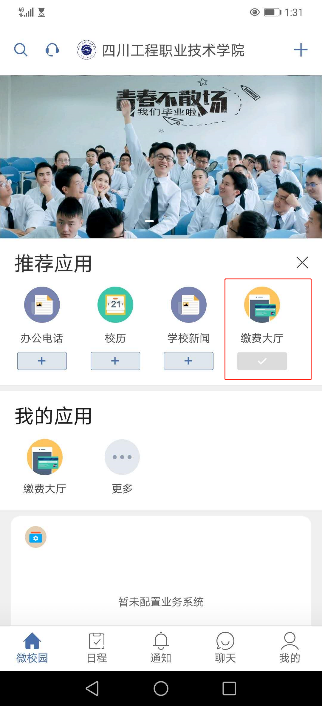 1:31
四川工程职业技术学院
青春不散场
我们毕业啦
推荐应用
办公电话
校历
学校新闻
缴费大厅
21
我的应用
缴费大厅
更多
暂未配置业务系统
微校园
日程
通知
聊天
我的